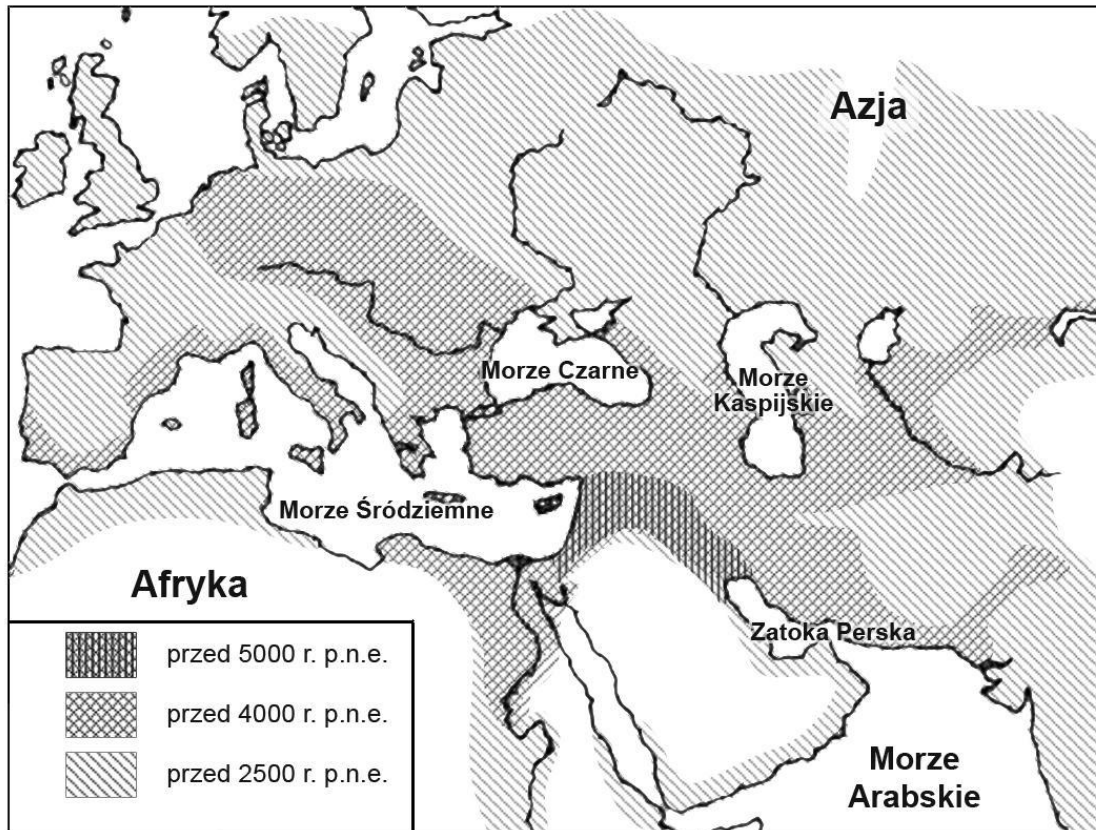 Azja
Morze Czarne
Morze
Kaspijskie
Morze Śródziemne
Afryka
Zatoka Perska
Morze
Arabskie
przed 5000 r. p.n.e.
przed 4000 r. p.n.e.
przed 2500 r. p.n.e.